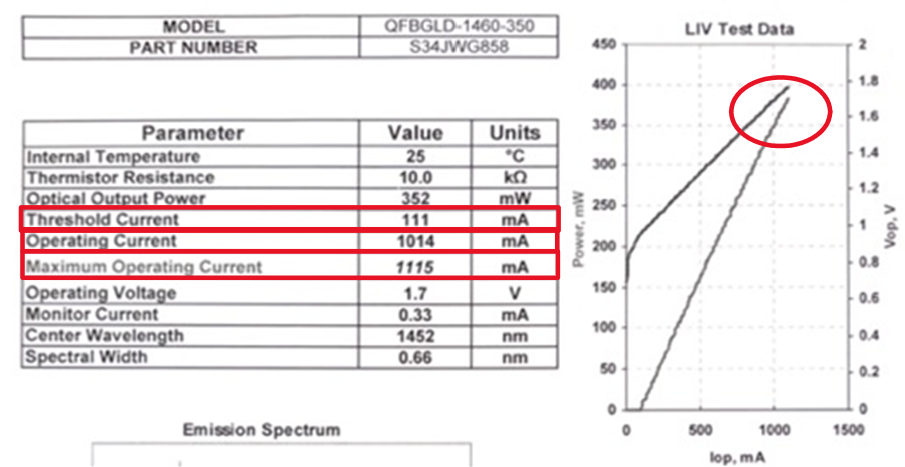 MODEL QFBGLD-1460-350
PART NUMBER S34JWG858
Parameter Value Units
Internal Temperature 25 °C
Thermistor Resistance 10.0 kΩ
Optical Output Power 352 mW
Threshold Current 111 mA
Operating Current 1014 mA
Maximum Operating Current 1115 mA
Operating Voltage 1.7 V
Monitor Current 0.33 mA
Center Wavelength 1452 nm
Spectral Width 0.66 nm
Emission Spectrum
LIV Test Data
450 2
400 1.8
350 1.6
300 1.4
250 1.2
200 1
150 0.8
100 0.6
50 0.4
0 0.2
0
Power, mW
Vop, V
0 500 1000 1500
Iop, mA